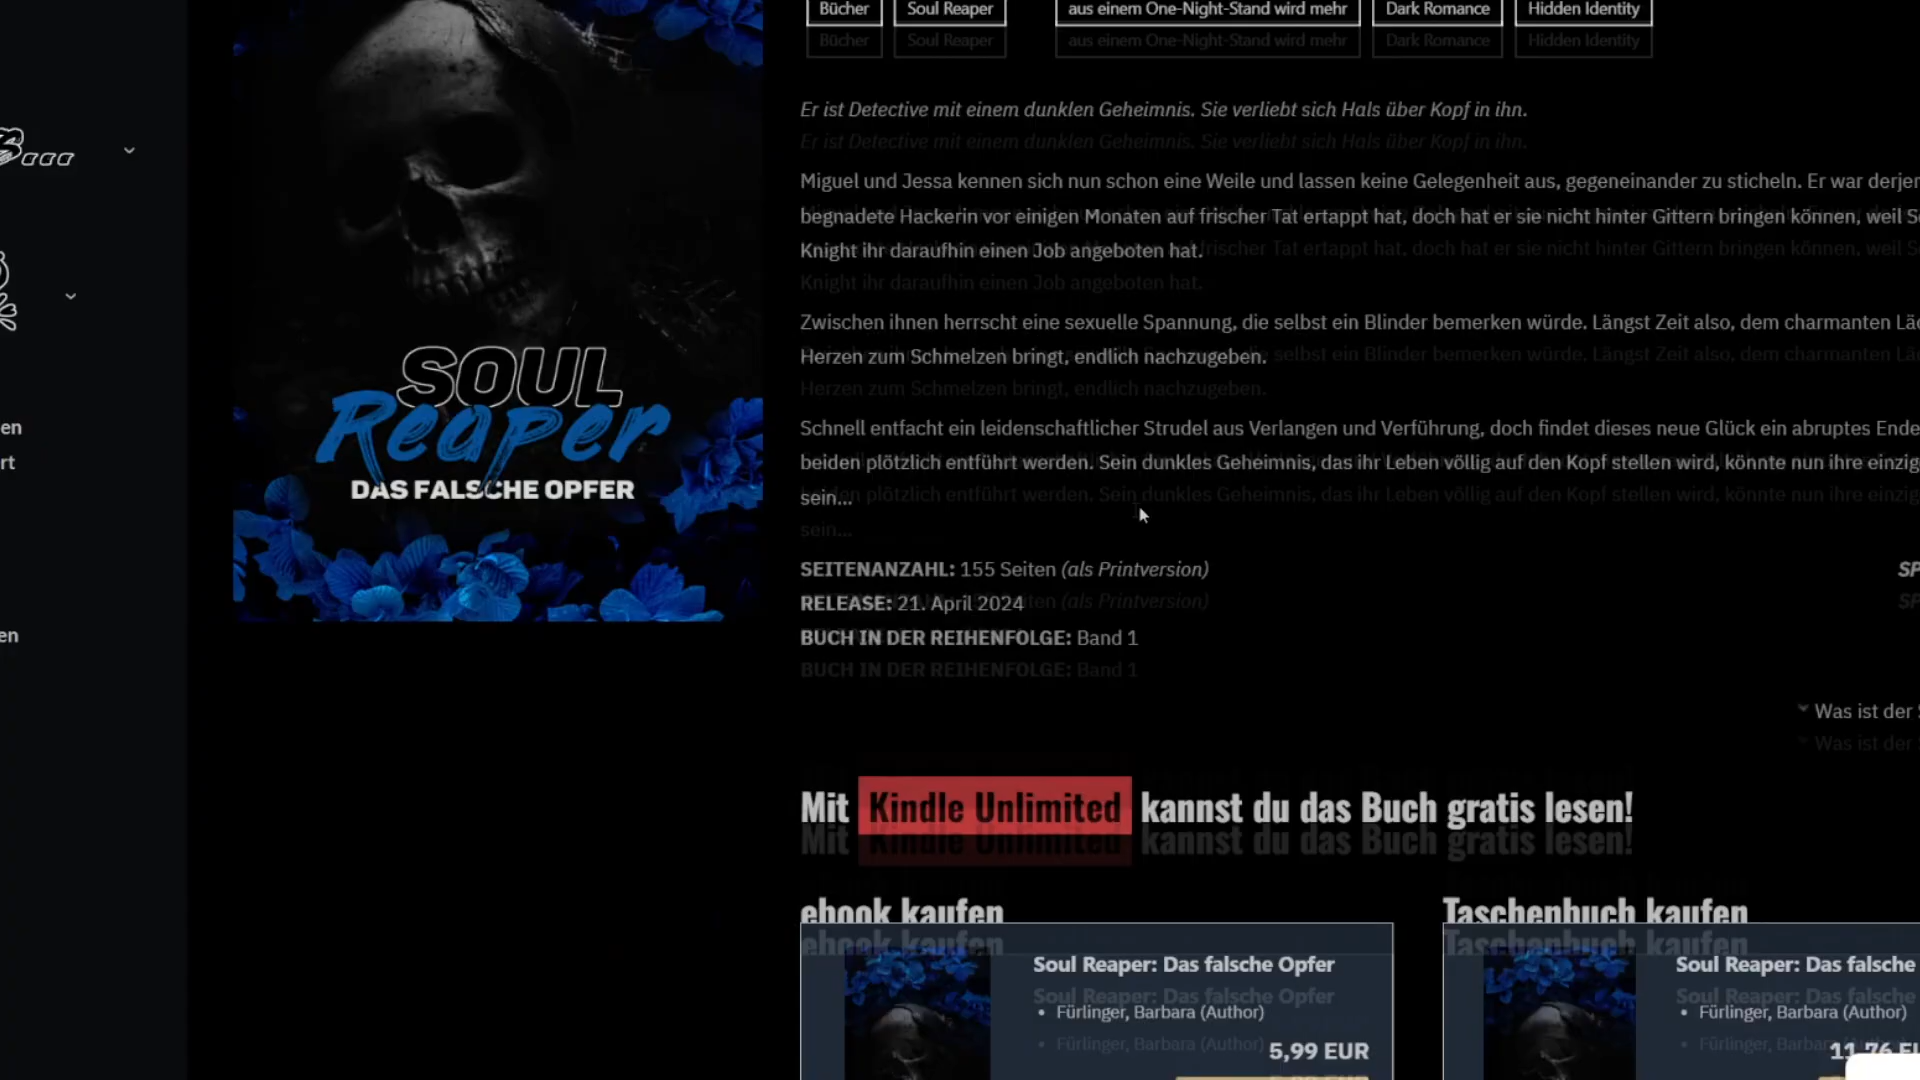 Bücher Soul Reaper aus einem One-Night-Stand wird mehr Dark Romance Hidden Identity
Er ist Detective mit einem dunklen Geheimnis. Sie verliebt sich Hals über Kopf in ihn.
Miguel und Jessa kennen sich nun schon eine Weile und lassen keine Gelegenheit aus, gegeneinander zu sticheln. Er war
begnadete Hackerin vor einigen Monaten auf frischer Tat ertappt hat, doch hat er sie nicht hinter Gittern bringen können, weil
Knight ihr daraufhin einen Job angeboten hat.
Zwischen ihnen herrscht eine sexuelle Spannung, die selbst ein Blinder bemerken würde. Längst Zeit also, dem charmanten
Herzen zum Schmelzen bringt, endlich nachzugeben.
Schnell entfacht ein leidenschaftlicher Strudel aus Verlangen und Verführung, doch findet dieses neue Glück ein abruptes Ende
beiden plötzlich entführt werden. Sein dunkles Geheimnis, das ihr Leben völlig auf den Kopf stellen wird, könnte nun ihre
sein...
SEITENANZAHL: 155 Seiten (als Printversion)
RELEASE: 21. April 2024
BUCH IN DER REIHENFOLGE: Band 1
Was ist der
SOUL
Reaper
DAS FALSCHE OPFER
Mit Kindle Unlimited kannst du das Buch gratis lesen!
ebook kaufen
Soul Reaper: Das falsche Opfer
• Fürlinger, Barbara (Author)
5,99 EUR
Taschenbuch kaufen
Soul Reaper: Das falsche
• Fürlinger, Barbara (Author)
11,76